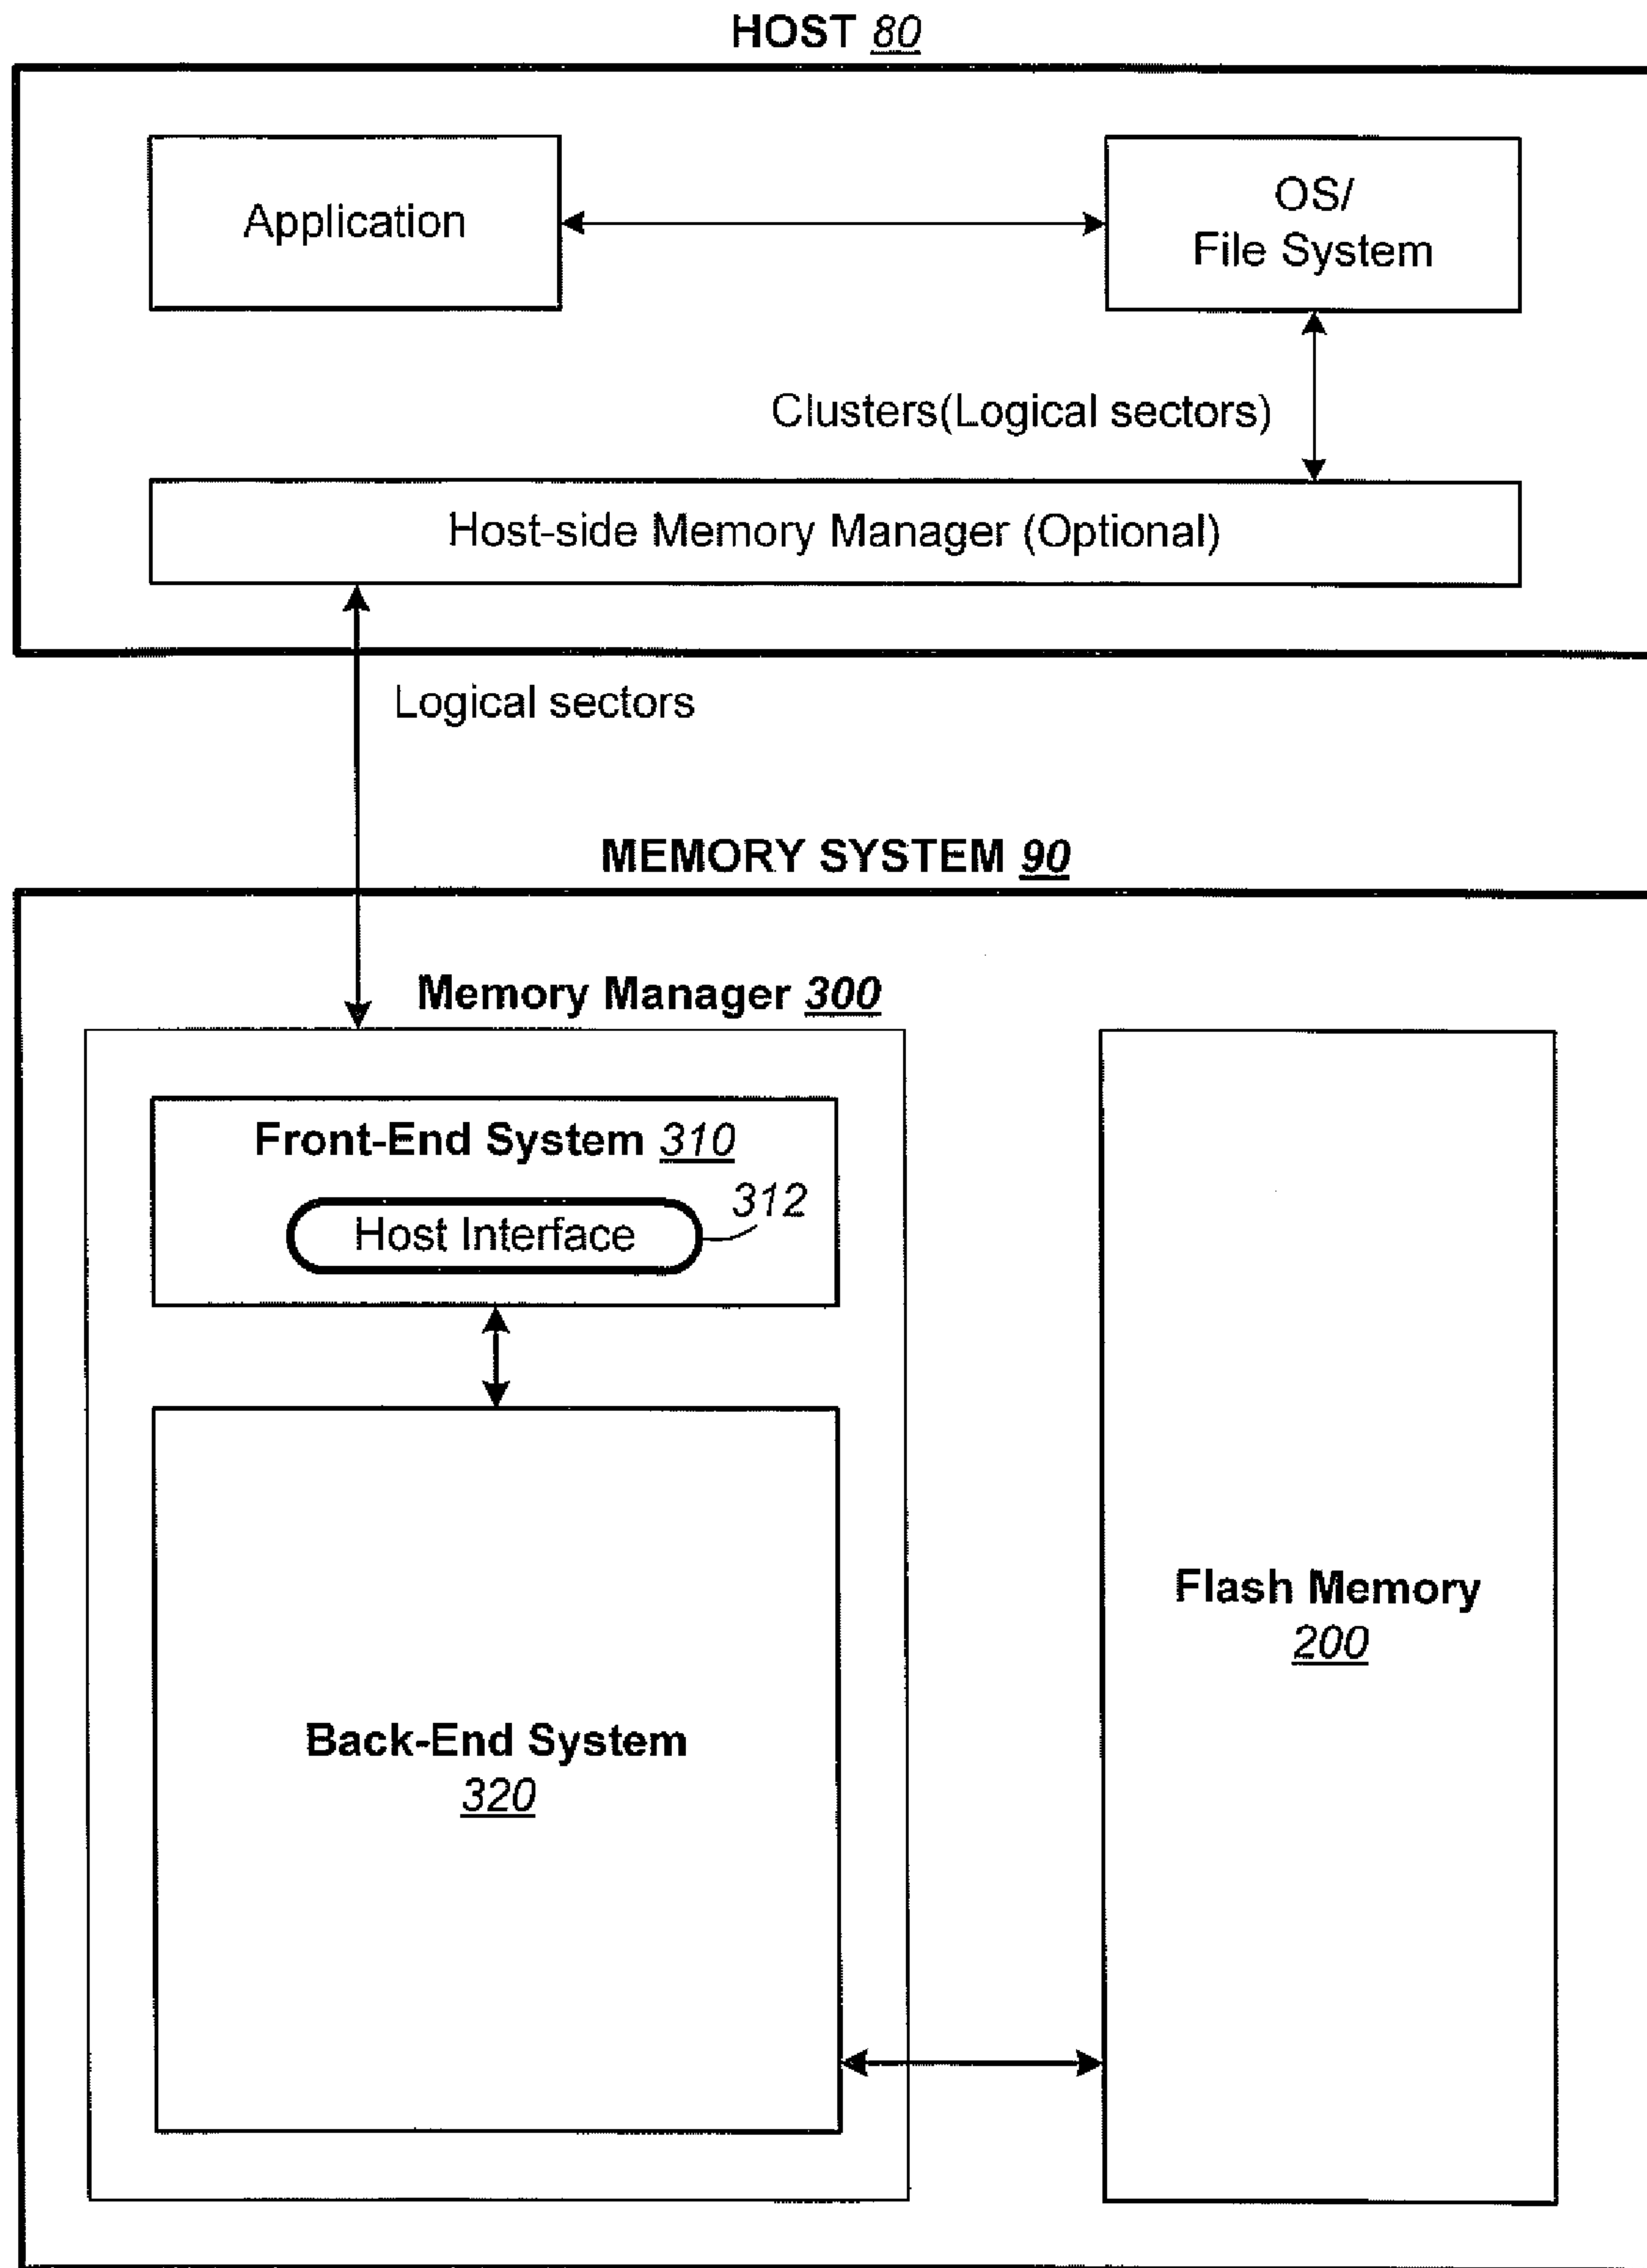 HOST 80
Application
OS/
File System
Clusters(Logical sectors)
Host-side Memory Manager (Optional)
Logical sectors
MEMORY SYSTEM 90
Memory Manager 300
Front-End System 310
312
Host Interface
Flash Memory
200
Back-End System
320